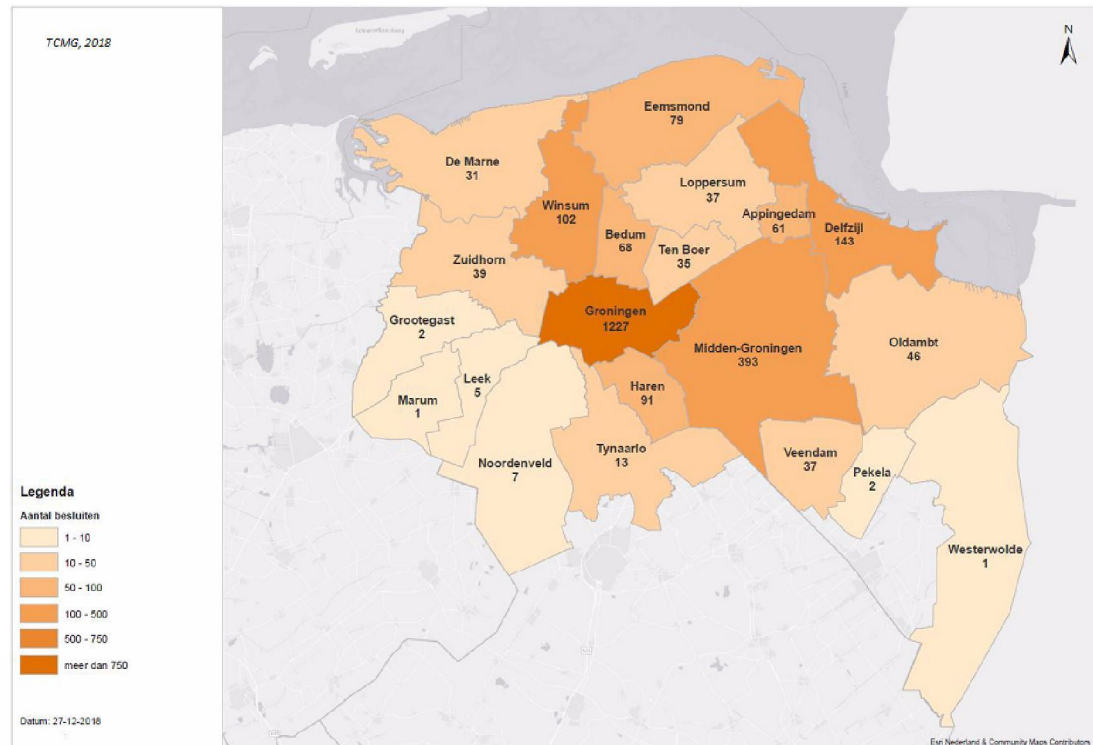 TCMG, 2018
N
Eemsmond
79
De Marne
31
Loppersum
37
Winsum
102
Appingedam
61
Delfzijl
143
Bedum
68
Ten Boer
35
Zuidhorn
39
Groningen
1227
Grootegast
2
Midden-Groningen
393
Oldambt
46
Leek
5
Marum
1
Haren
91
Tynaarlo
13
Veendam
37
Noordenveld
7
Pekela
2
Westerwolde
1
Legenda
Aantal besluiten
1 - 10
10 - 50
50 - 100
100 - 500
500 - 750
meer dan 750
Datum: 27-12-2018
Esri Nederland & Community Maps Contributors